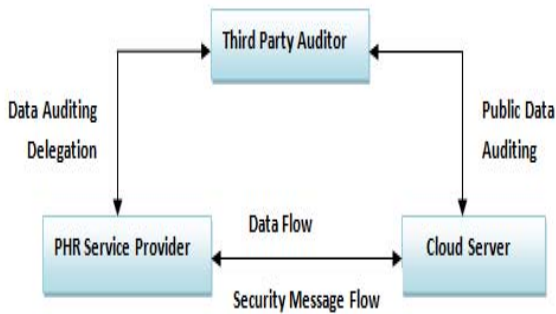 Third Party Auditor
Data Auditing
Delegation
Public Data
Auditing
PHR Service Provider
Data Flow
Cloud Server
Security Message Flow